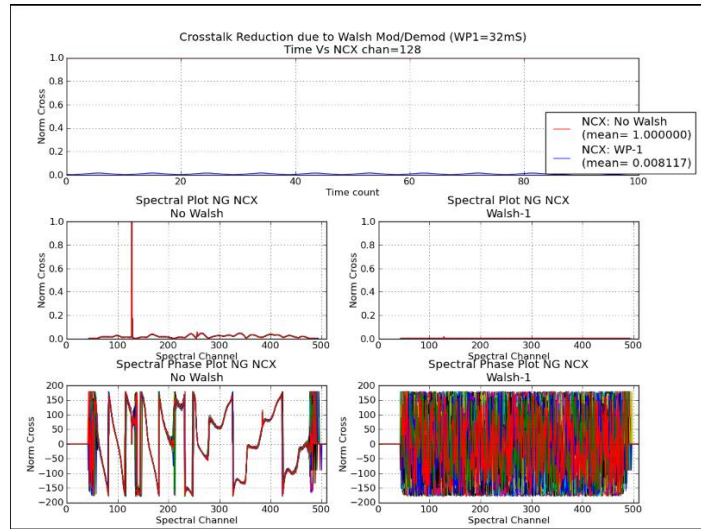 Crosstalk Reduction due to Walsh Mod/Demod (WP1=32mS)
Time Vs NCX chan=128
1.0
0.8
0.6
0.4
0.2
0.0
Norm Cross
0 20 40 60 80 100
Time count
NCX: No Walsh
(mean= 1.000000)
NCX: WP-1
(mean= 0.008117)
Spectral Plot NG NCX
No Walsh
1.0
0.8
0.6
0.4
0.2
0.0
Norm Cross
0 100 200 300 400 500
Spectral Channel
Spectral Plot NG NCX
Walsh-1
1.0
0.8
0.6
0.4
0.2
0.0
Norm Cross
0 100 200 300 400 500
Spectral Channel
Spectral Phase Plot NG NCX
No Walsh
200
150
100
50
0
−50
−100
−150
−200
Norm Cross
0 100 200 300 400 500
Spectral Channel
Spectral Phase Plot NG NCX
Walsh-1
200
150
100
50
0
−50
−100
−150
−200
Norm Cross
0 100 200 300 400 500
Spectral Channel